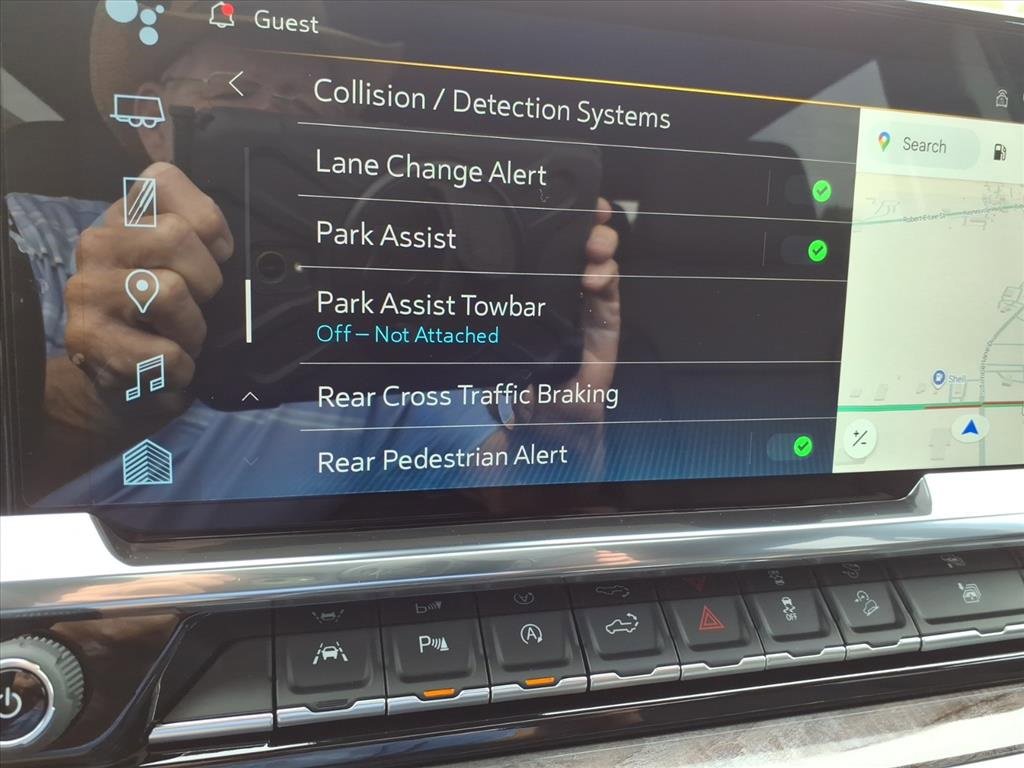 Guest
Collision / Detection Systems
Lane Change Alert
Search
Park Assist
Park Assist Towbar
Off – Not Attached
Shell
Rear Cross Traffic Braking
Rear Pedestrian Alert
P
A
OFF